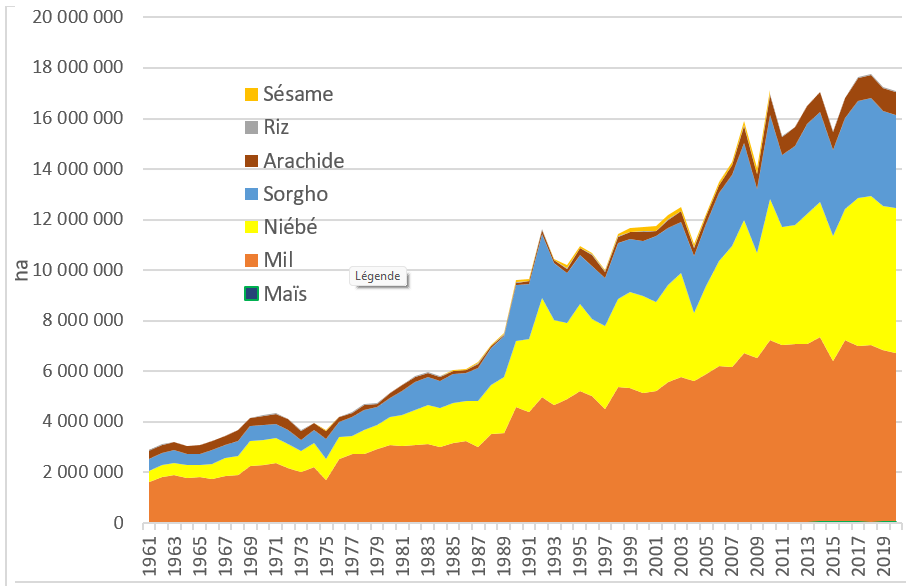 20 000 000
18 000 000
16 000 000
14 000 000
12 000 000
10 000 000
8 000 000
6 000 000
4 000 000
2 000 000
0
ha
Sésame
Riz
Arachide
Sorgho
Niébé
Mil
Légende
Maïs
1961
1963
1965
1967
1969
1971
1973
1975
1977
1979
1981
1983
1985
1987
1989
1991
1993
1995
1997
1999
2001
2003
2005
2007
2009
2011
2013
2015
2017
2019